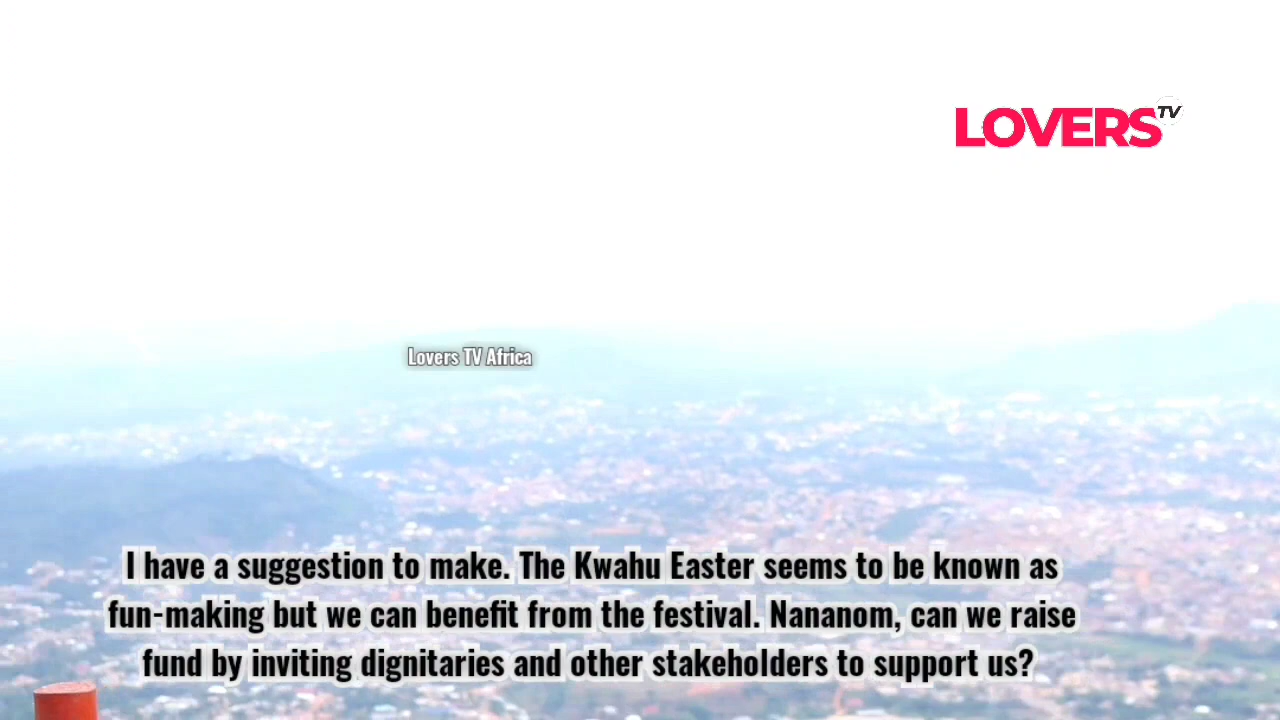 LOVERS TV
Lovers TV Africa
I have a suggestion to make. The Kwahu Easter seems to be known as
fun-making but we can benefit from the festival. Nananom, can we raise
fund by inviting dignitaries and other stakeholders to support us?